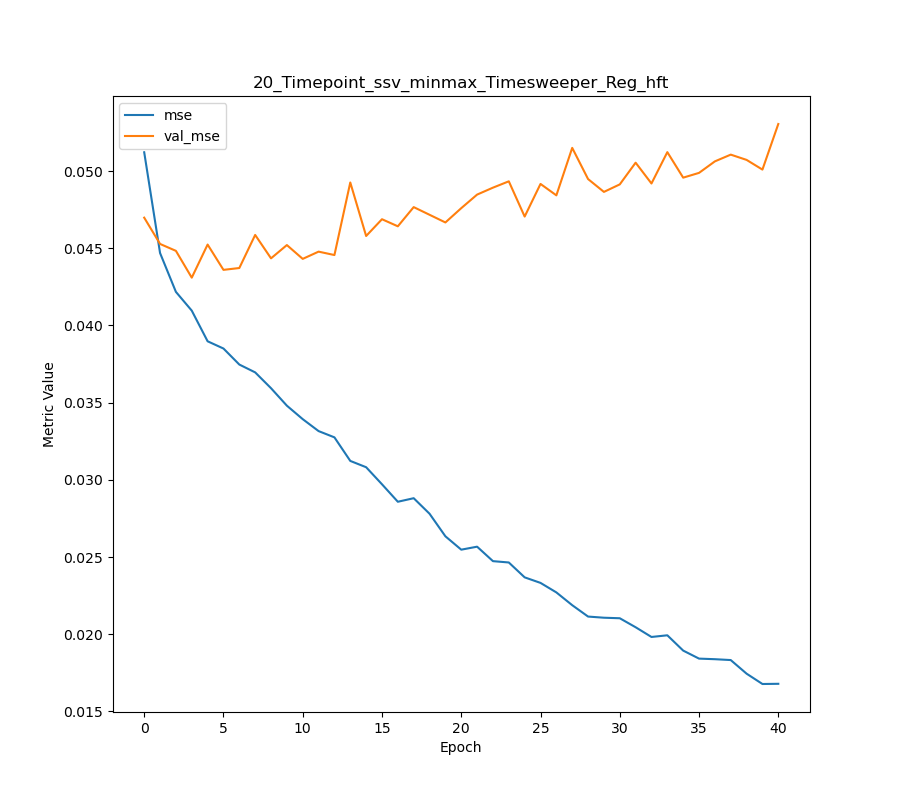 20_Timepoint_ssv_minmax_Timesweeper_Reg_hft
mse
val_mse
0.050
0.045
0.040
0.035
0.030
0.025
0.020
0.015
Metric Value
0 5 10 15 20 25 30 35 40
Epoch